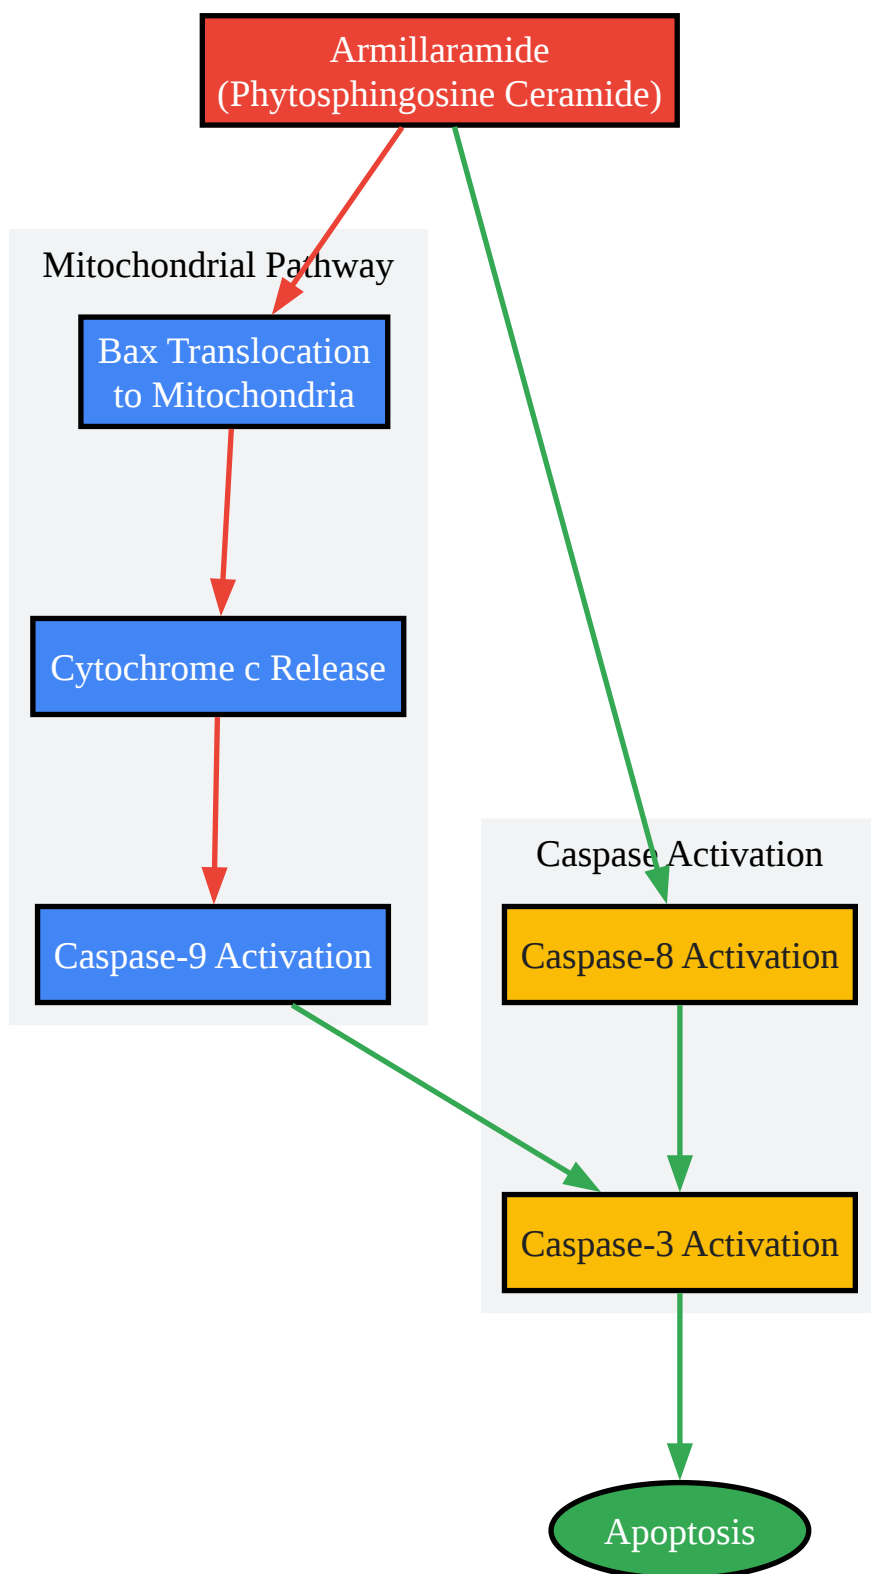 Armillaramide
(Phytosphingosine Ceramide)
Mitochondrial Pathway
Bax Translocation
to Mitochondria
Cytochrome c Release
Caspase-9 Activation
Caspase Activation
Caspase-8 Activation
Caspase-3 Activation
Apoptosis